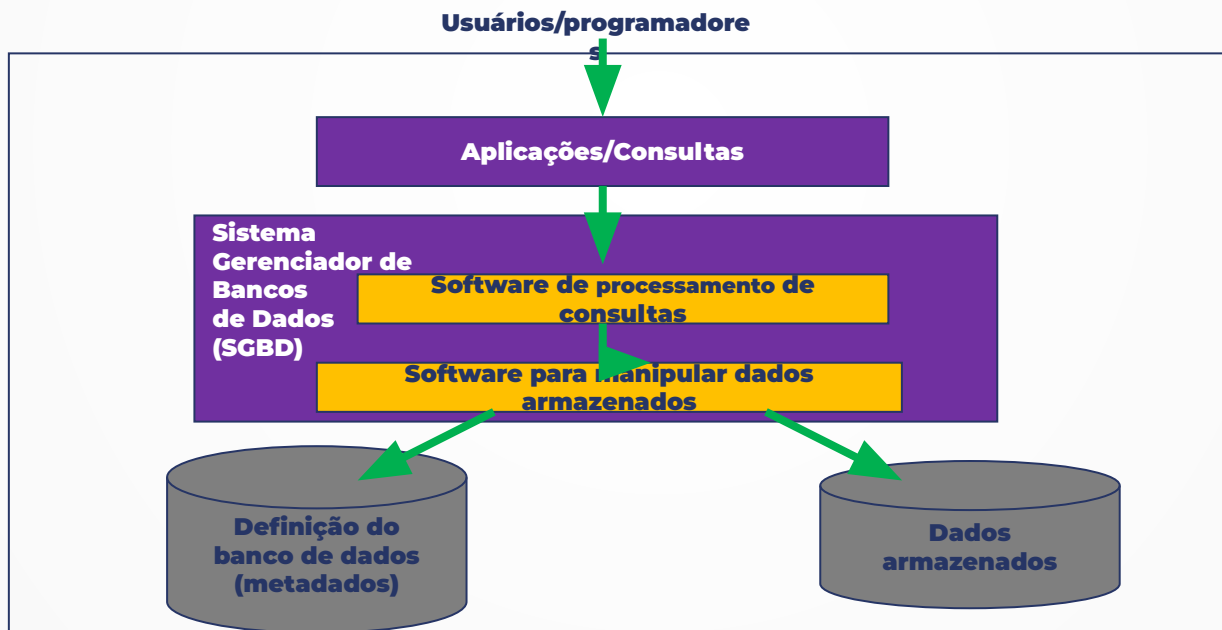 Usuários/programadore
s
Aplicações/Consultas
Sistema
Gerenciador de
Bancos
de Dados
(SGBD)
Software de processamento de
consultas
Software para manipular dados
armazenados
Definição do
banco de dados
(metadados)
Dados
armazenados